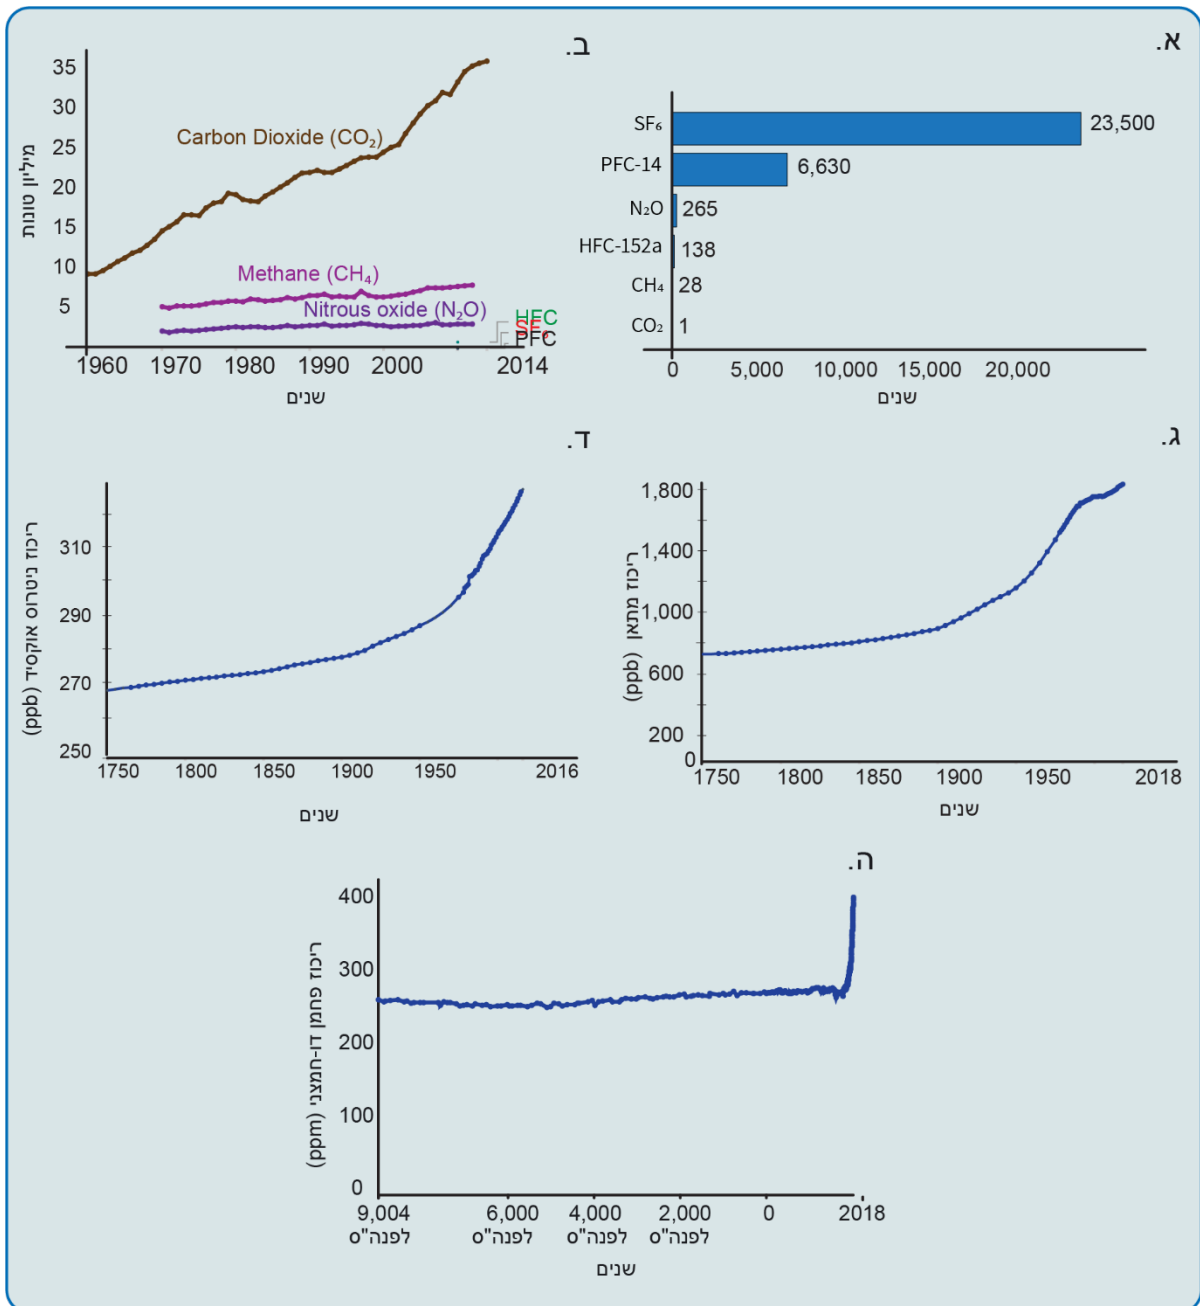 א.
SF₆
23,500
PFC-14
6,630
N₂O
265
HFC-152a
138
CH₄
28
CO₂
1
0 5,000 10,000 15,000 20,000
שנים
ב.
מיליון טונות
35
30
25
20
15
10
5
Carbon Dioxide (CO₂)
Methane (CH₄)
Nitrous oxide (N₂O)
HFC
SF₆
PFC
1960 1970 1980 1990 2000 2014
שנים
ג.
ריכוז מתאן (ppb)
1,800
1,400
1,000
600
200
0
1750 1800 1850 1900 1950 2018
שנים
ד.
ריכוז ניטרוס אוקסיד (ppb)
310
290
270
250
1750 1800 1850 1900 1950 2016
שנים
ה.
ריכוז פחמן דו-חמצני (ppm)
400
300
200
100
0
9,004 6,000 4,000 2,000 0 2018
לפנה"ס לפנה"ס לפנה"ס לפנה"ס
שנים